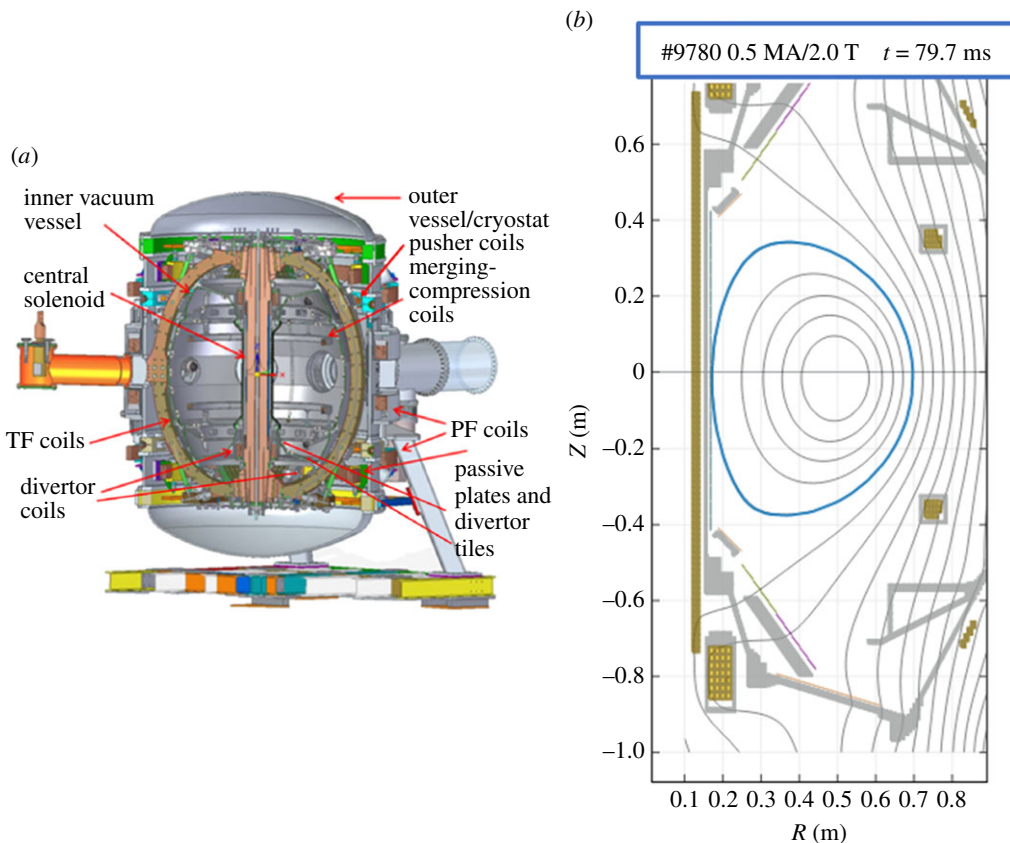 (a)
inner vacuum
vessel
central
solenoid
TF coils
divertor
coils
outer
vessel/cryostat
pusher coils
merging-
compression
coils
PF coils
passive
plates and
divertor
tiles
(b)
#9780 0.5 MA/2.0 T t = 79.7 ms
Z (m)
0.6
0.4
0.2
0
–0.2
–0.4
–0.6
–0.8
–1.0
0.1 0.2 0.3 0.4 0.5 0.6 0.7 0.8
R (m)